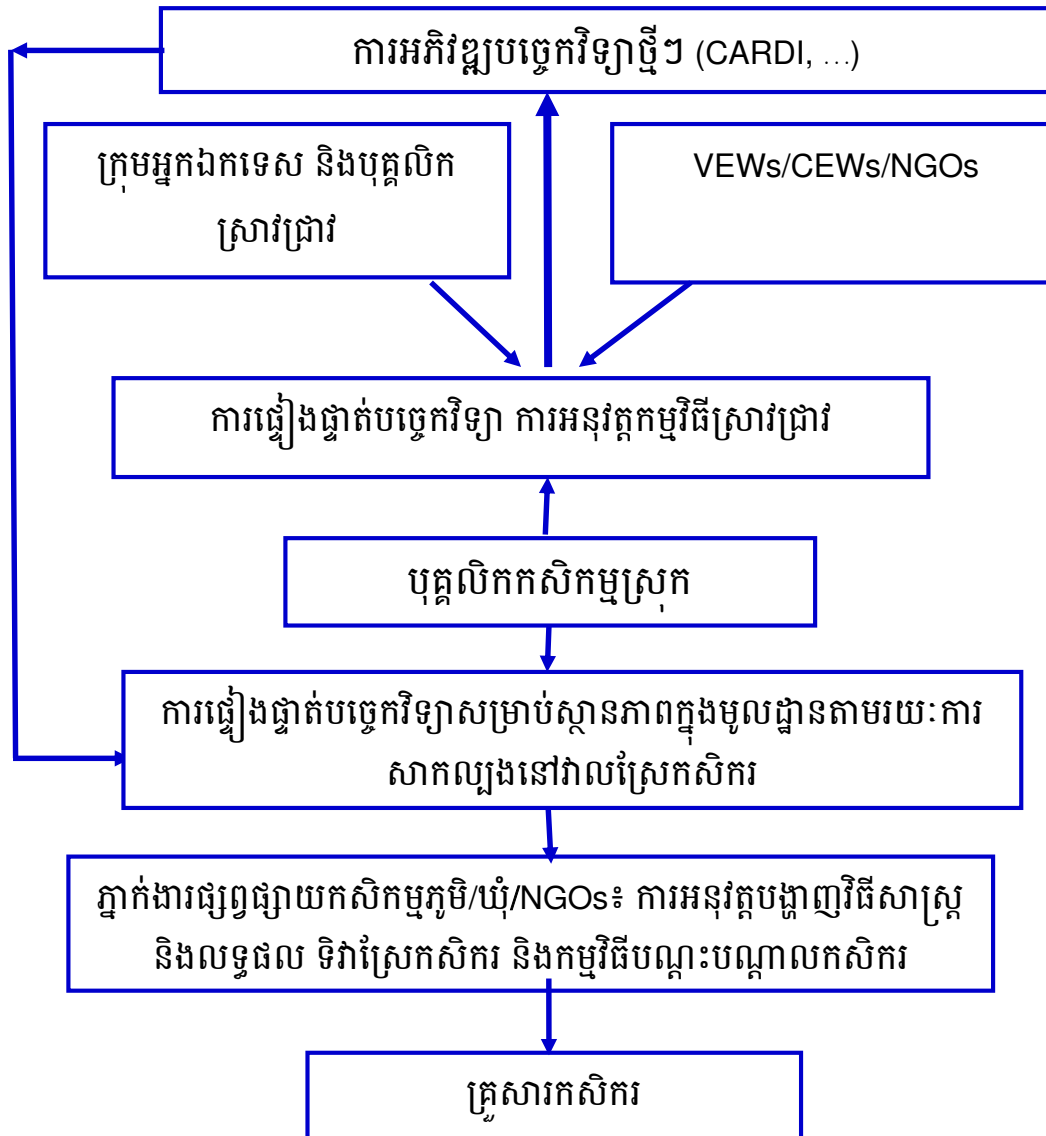 ការអភិវឌ្ឍបច្ចេកវិទ្យាថ្មីៗ (CARDI, ...)
ក្រុមអ្នកឯកទេស និងបុគ្គលិក
ស្រាវជ្រាវ
VEWs/CEWs/NGOs
ការផ្ទៀងផ្ទាត់បច្ចេកវិទ្យា ការអនុវត្តកម្មវិធីស្រាវជ្រាវ
បុគ្គលិកកសិកម្មស្រុក
ការផ្ទៀងផ្ទាត់បច្ចេកវិទ្យាសម្រាប់ស្ថានភាពក្នុងមូលដ្ឋានតាមរយៈការ
សាកល្បងនៅវាលស្រែកសិករ
ភ្នាក់ងារផ្សព្វផ្សាយកសិកម្មភូមិ/ឃុំ/NGOs៖ ការអនុវត្តបង្ហាញវិធីសាស្ត្រ
និងលទ្ធផល ទិវាស្រែកសិករ និងកម្មវិធីបណ្តុះបណ្តាលកសិករ
គ្រួសារកសិករ